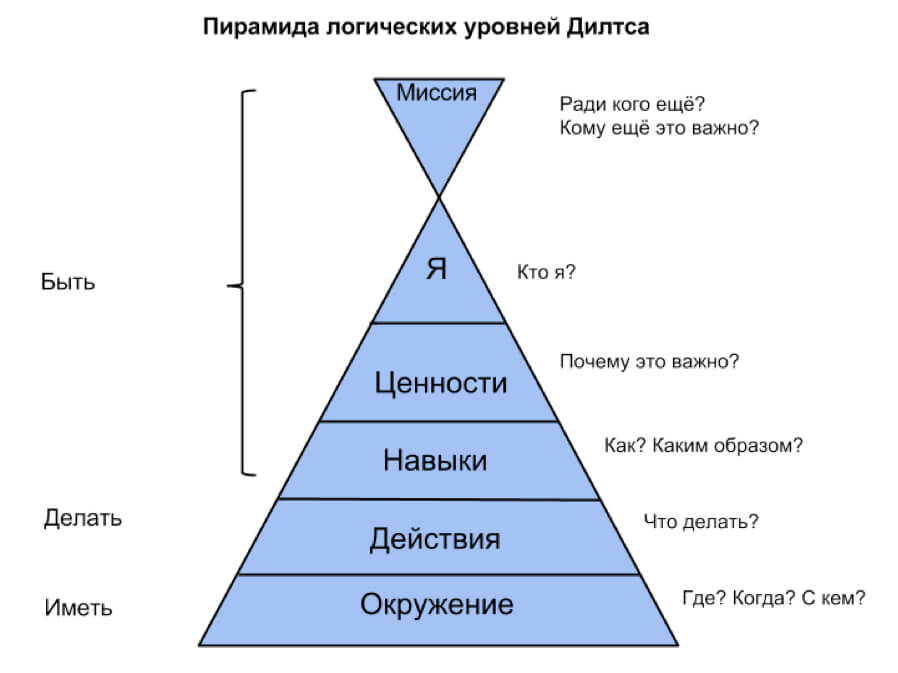 Пирамида логических уровней Дилтса
Миссия
Ради кого ещё?
Кому ещё это важно?
Быть
Я
Кто я?
Ценности
Почему это важно?
Навыки
Как? Каким образом?
Делать
Действия
Что делать?
Иметь
Окружение
Где? Когда? С кем?